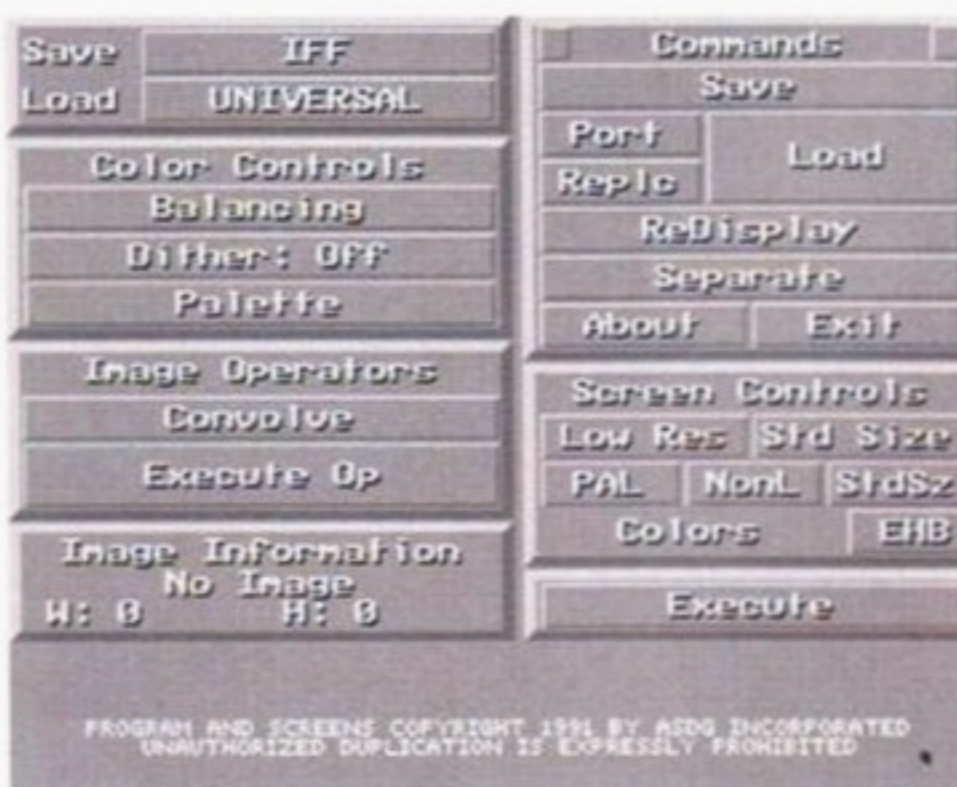 Save IFF
Load UNIVERSAL
Color Controls
Balancing
Dither: Off
Palette
Image Operators
Convolve
Execute Op
Image Information
No Image
W: 0 H: 0
Commands
Save
Port
Load
Replc
ReDisplay
Separate
About Exit
Screen Controls
Low Res Std Size
PAL NonL StdSz
Colors EHB
Execute
PROGRAM AND SCREENS COPYRIGHT 1991 BY ASDG INCORPORATED
UNAUTHORIZED DUPLICATION IS EXPRESSLY PROHIBITED